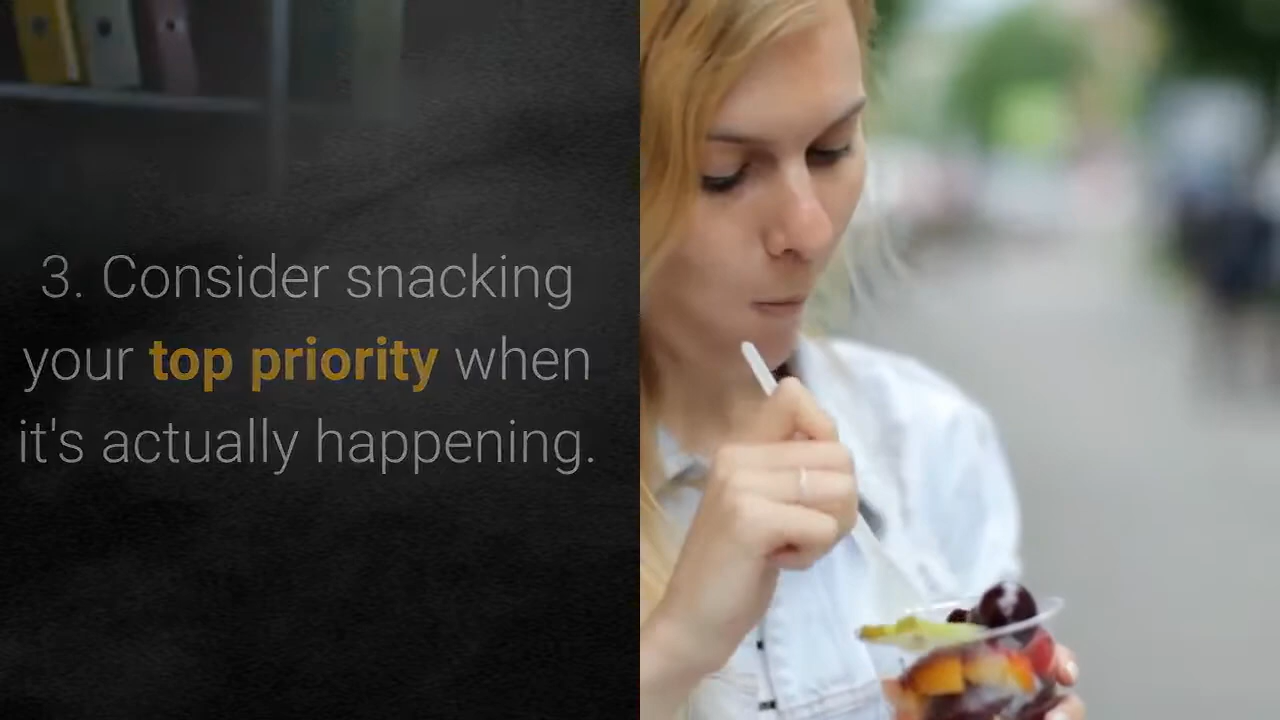 3. Consider snacking
your top priority when
it's actually happening.